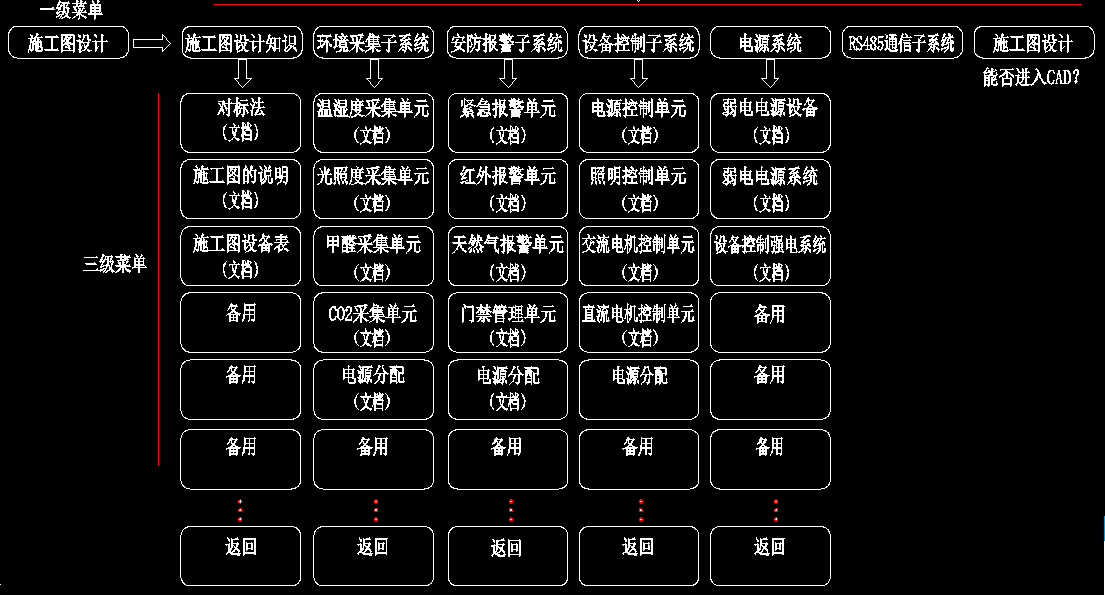 一级菜单
施工图设计
施工图设计知识
环境采集子系统
安防报警子系统
设备控制子系统
电源系统
RS485通信子系统
施工图设计
能否进入CAD?
三级菜单
对标法
(文档)
温湿度采集单元
(文档)
紧急报警单元
(文档)
电源控制单元
(文档)
弱电电源设备
(文档)
施工图的说明
(文档)
光照度采集单元
(文档)
红外报警单元
(文档)
照明控制单元
(文档)
弱电电源系统
(文档)
施工图设备表
(文档)
甲醛采集单元
(文档)
天然气报警单元
(文档)
交流电机控制单元
(文档)
设备控制强电系统
(文档)
备用
CO2采集单元
(文档)
门禁管理单元
(文档)
直流电机控制单元
(文档)
备用
备用
电源分配
(文档)
电源分配
(文档)
电源分配
备用
备用
备用
备用
备用
备用
返回
返回
返回
返回
返回